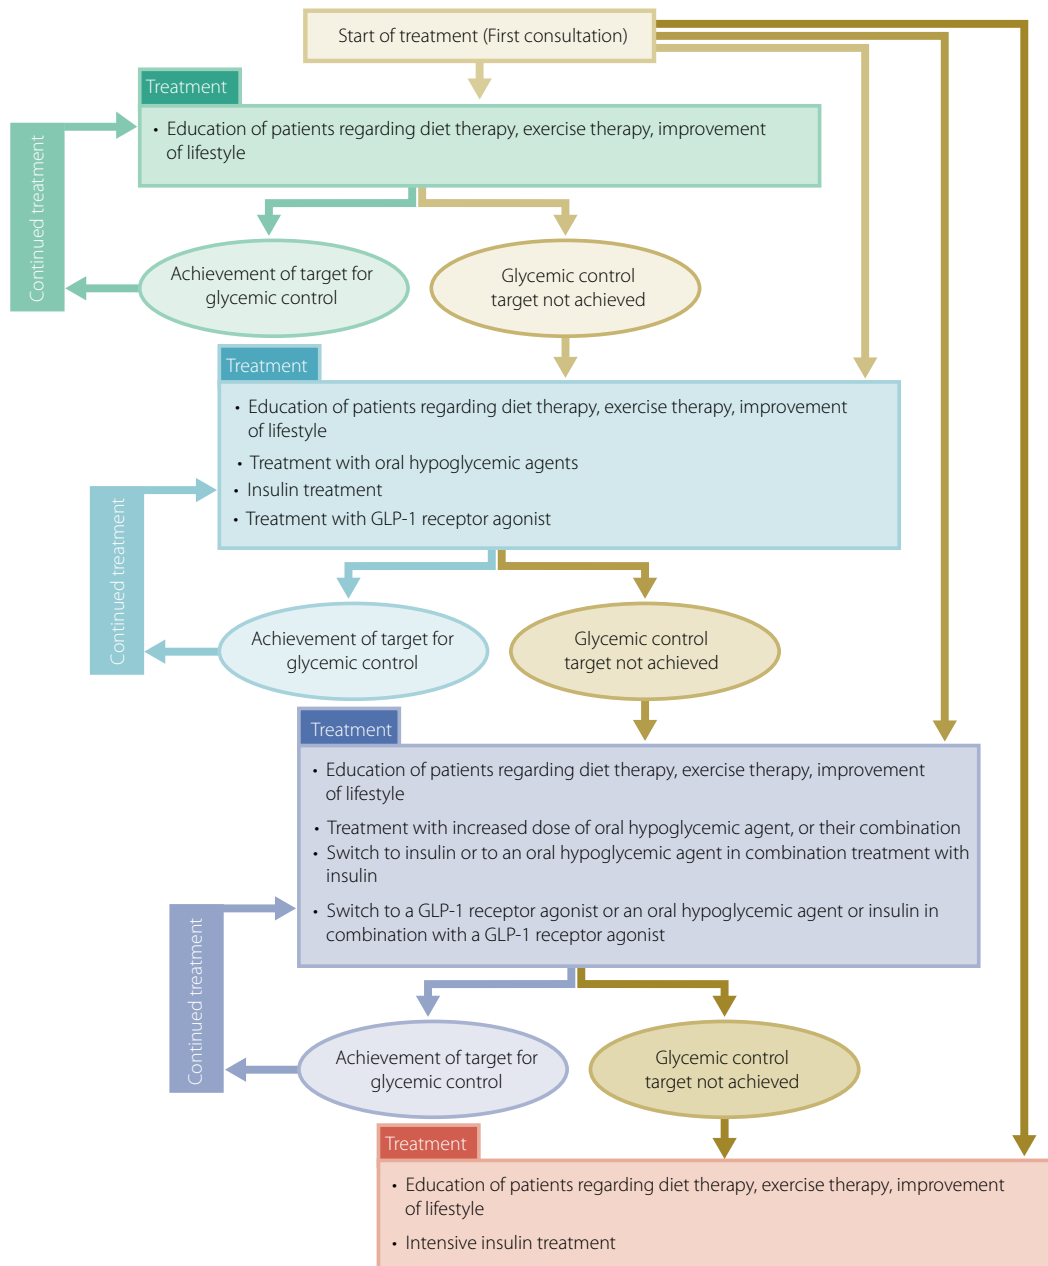 Start of treatment (First consultation)
Treatment
• Education of patients regarding diet therapy, exercise therapy, improvement
of lifestyle
Continued treatment
Achievement of target for
glycemic control
Glycemic control
target not achieved
Treatment
• Education of patients regarding diet therapy, exercise therapy, improvement
of lifestyle
• Treatment with oral hypoglycemic agents
• Insulin treatment
• Treatment with GLP-1 receptor agonist
Continued treatment
Achievement of target for
glycemic control
Glycemic control
target not achieved
Treatment
• Education of patients regarding diet therapy, exercise therapy, improvement
of lifestyle
• Treatment with increased dose of oral hypoglycemic agent, or their combination
• Switch to insulin or to an oral hypoglycemic agent in combination treatment with
insulin
• Switch to a GLP-1 receptor agonist or an oral hypoglycemic agent or insulin in
combination with a GLP-1 receptor agonist
Continued treatment
Achievement of target for
glycemic control
Glycemic control
target not achieved
Treatment
• Education of patients regarding diet therapy, exercise therapy, improvement
of lifestyle
• Intensive insulin treatment